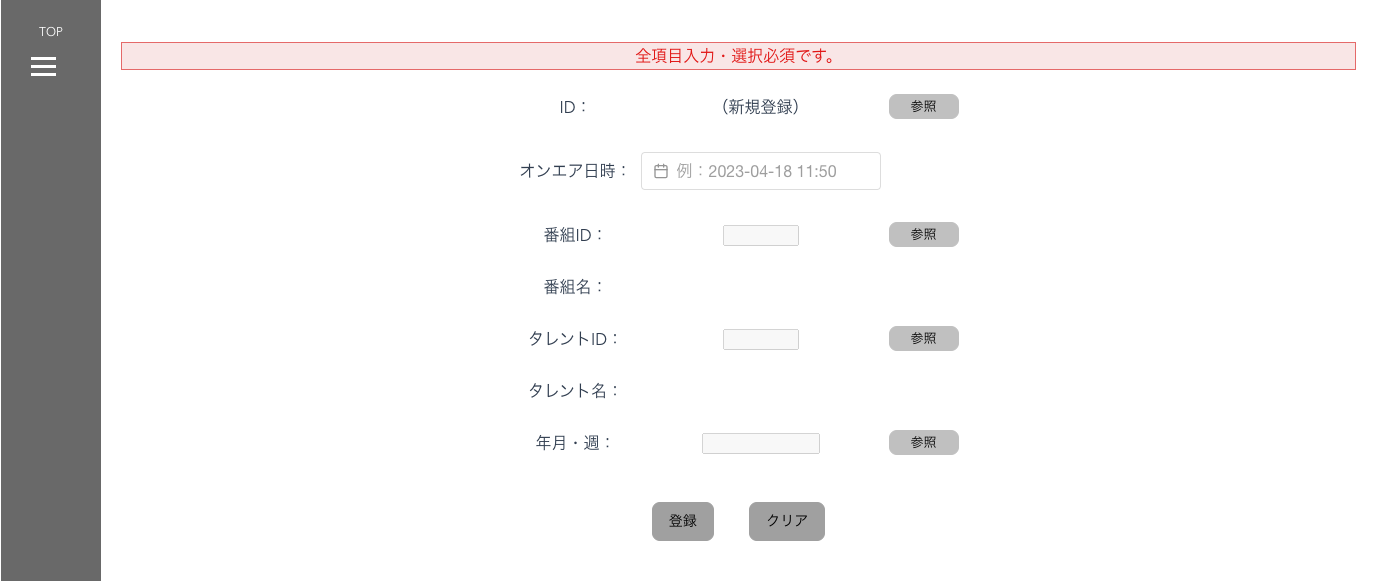 TOP
全項目入力・選択必須です。
ID：
（新規登録）
参照
オンエア日時：
例：2023-04-18 11:50
番組ID：
参照
番組名：
タレントID：
参照
タレント名：
年月・週：
参照
登録
クリア